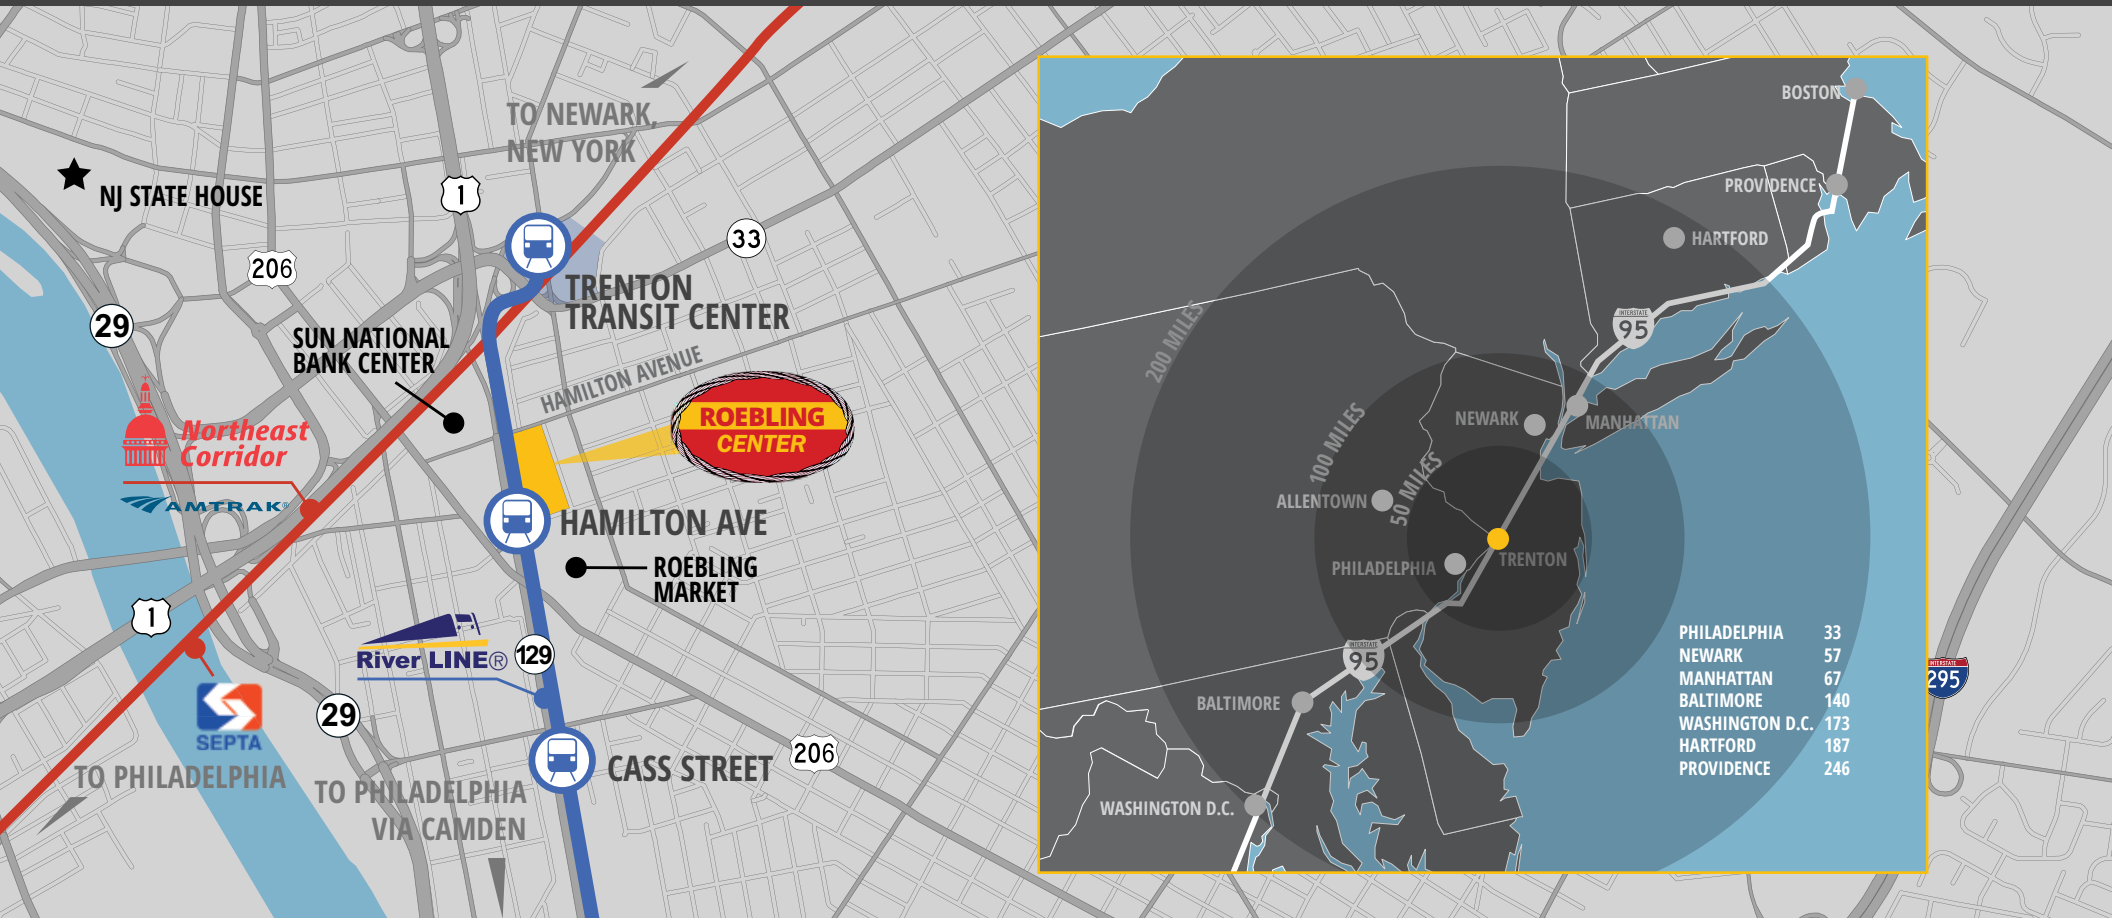 TO NEWARK,
NEW YORK
NJ STATE HOUSE
1
206
33
29
TRENTON
TRANSIT CENTER
SUN NATIONAL
BANK CENTER
HAMILTON AVENUE
ROEBLING
CENTER
Northeast
Corridor
AMTRAK®
HAMILTON AVE
ROEBLING
MARKET
1
River LINE®
129
29
SEPTA
TO PHILADELPHIA
TO PHILADELPHIA
VIA CAMDEN
CASS STREET
206
BOSTON
PROVIDENCE
HARTFORD
INTERSTATE
95
200 MILES
100 MILES
50 MILES
NEWARK
MANHATTAN
ALLENTOWN
TRENTON
PHILADELPHIA
INTERSTATE
95
BALTIMORE
WASHINGTON D.C.
PHILADELPHIA 33
NEWARK 57
MANHATTAN 67
BALTIMORE 140
WASHINGTON D.C. 173
HARTFORD 187
PROVIDENCE 246
INTERSTATE
295